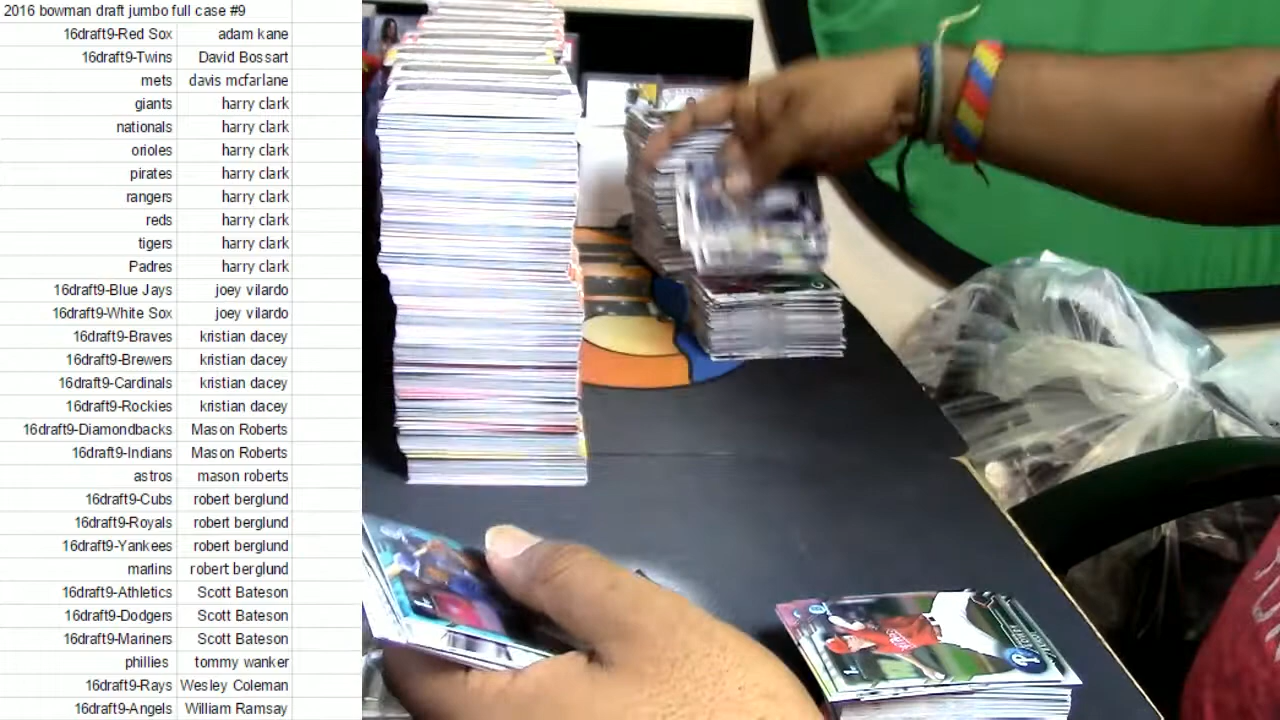 2016 bowman draft jumbo full case #9
16draft9-Red Sox adam kane
16draft9-Twins David Bossart
mets davis mcfarlane
giants harry clark
nationals harry clark
orioles harry clark
pirates harry clark
rangers harry clark
reds harry clark
tigers harry clark
Padres harry clark
16draft9-Blue Jays joey vilardo
16draft9-White Sox joey vilardo
16draft9-Braves kristian dacey
16draft9-Brewers kristian dacey
16draft9-Cardinals kristian dacey
16draft9-Rockies kristian dacey
16draft9-Diamondbacks Mason Roberts
16draft9-Indians Mason Roberts
astros mason roberts
16draft9-Cubs robert berglund
16draft9-Royals robert berglund
16draft9-Yankees robert berglund
marlins robert berglund
16draft9-Athletics Scott Bateson
16draft9-Dodgers Scott Bateson
16draft9-Mariners Scott Bateson
phillies tommy wanker
16draft9-Rays Wesley Coleman
16draft9-Angels William Ramsay